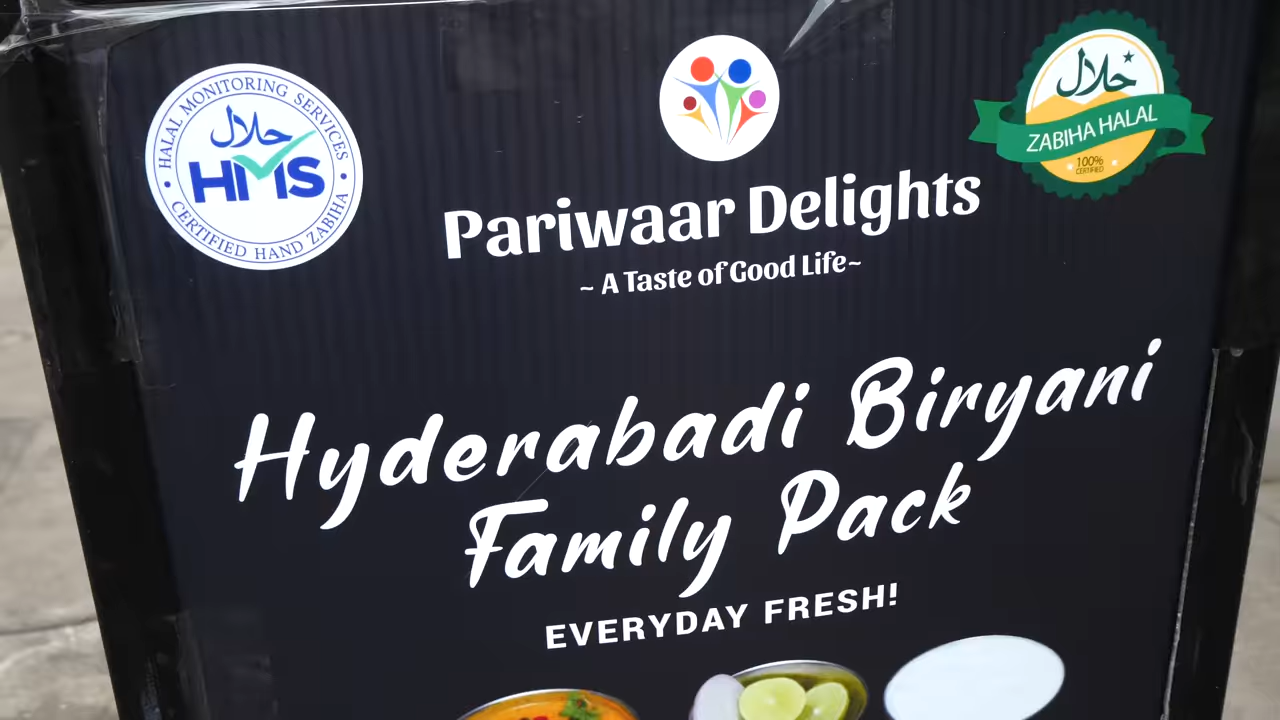 HALAL MONITORING SERVICES
حلال
HMS
CERTIFIED HAND ZABIHA
Pariwaar Delights
~ A Taste of Good Life~
حلال
ZABIHA HALAL
100%
CERTIFIED
Hyderabadi Biryani
Family Pack
EVERYDAY FRESH!